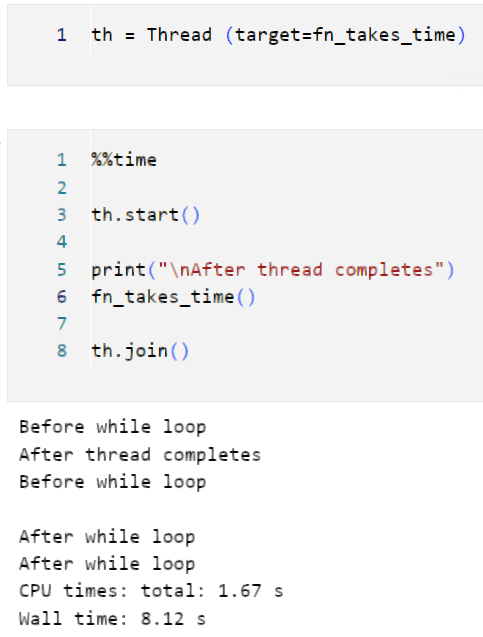 1 th = Thread (target=fn_takes_time)
1 %%time
2
3 th.start()
4
5 print("\nAfter thread completes")
6 fn_takes_time()
7
8 th.join()
Before while loop
After thread completes
Before while loop
After while loop
After while loop
CPU times: total: 1.67 s
Wall time: 8.12 s